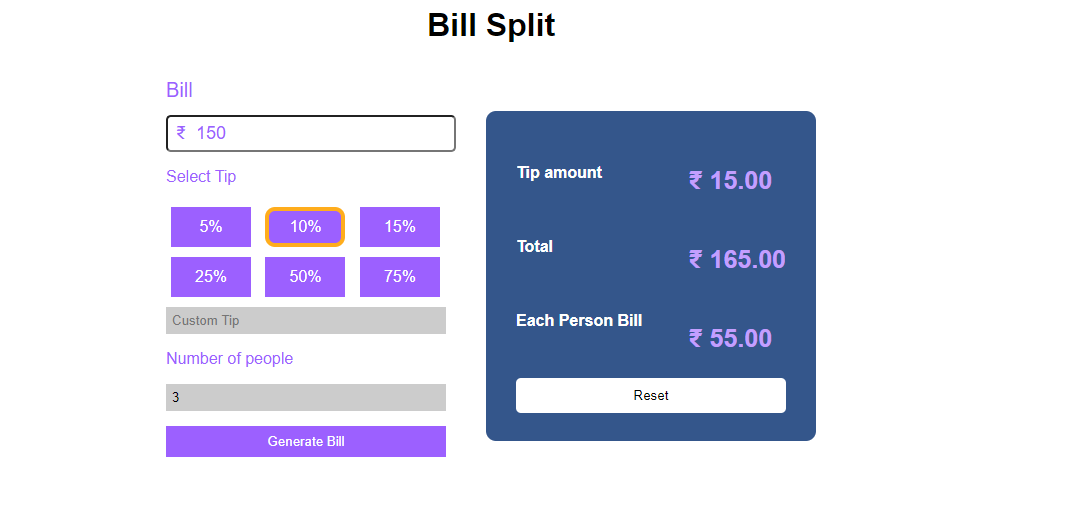 Bill Split
Bill
₹ 150
Select Tip
5% 10% 15%
25% 50% 75%
Custom Tip
Number of people
3
Generate Bill
Tip amount ₹ 15.00
Total ₹ 165.00
Each Person Bill ₹ 55.00
Reset